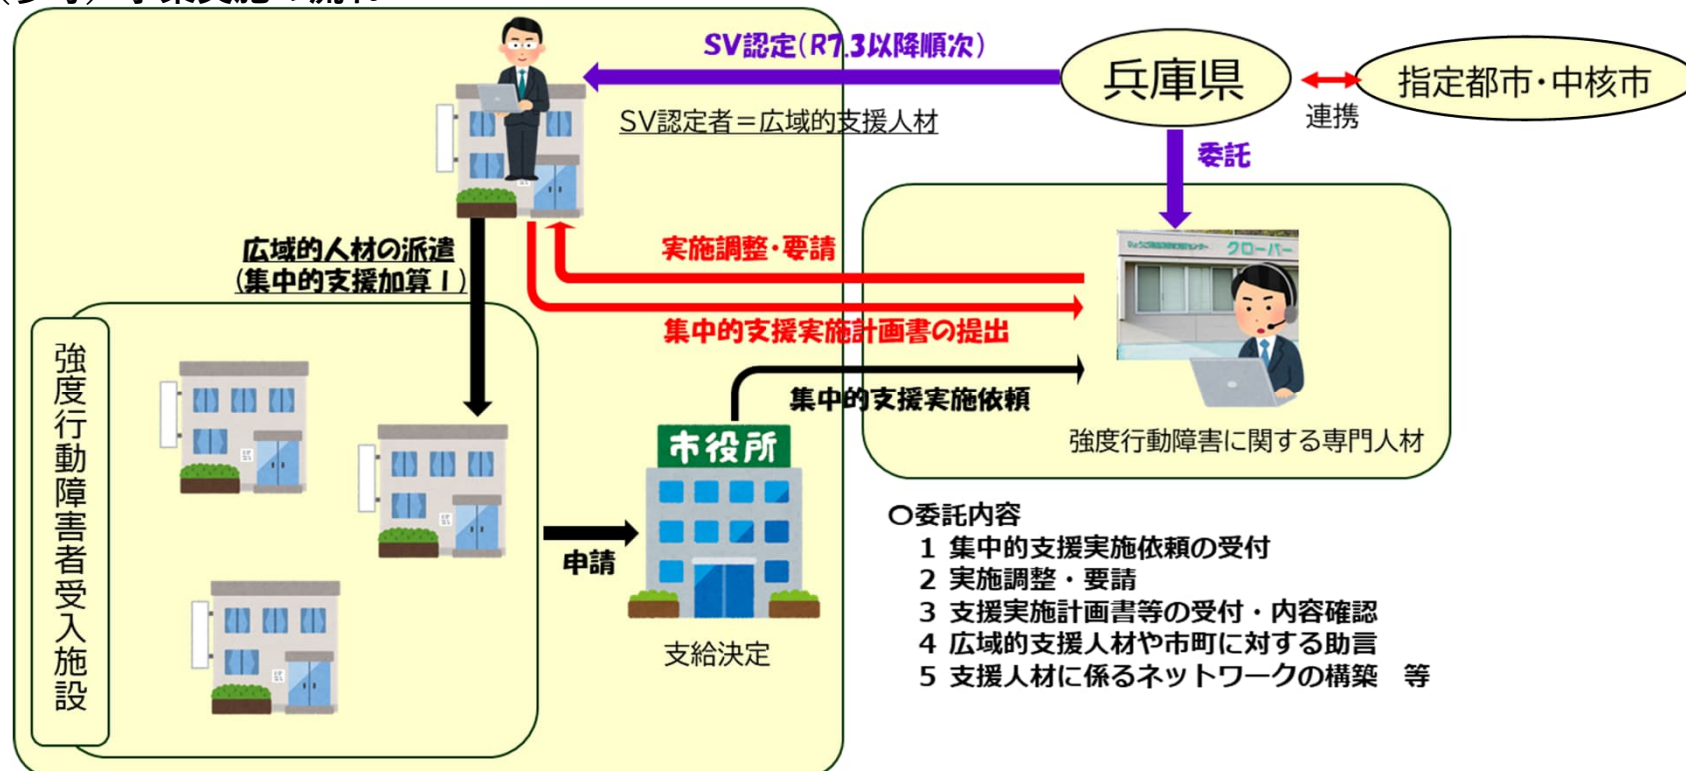 (参考) 事業実施の流れ
SV認定(R7.3以降順次)
兵庫県
指定都市・中核市
連携
SV認定者＝広域的支援人材
委託
広域的人材の派遣
(集中的支援加算Ⅰ)
実施調整・要請
集中的支援実施計画書の提出
クローバー
集中的支援実施依頼
強度行動障害に関する専門人材
強度行動障害者受入施設
市役所
申請
支給決定
〇委託内容
1 集中的支援実施依頼の受付
2 実施調整・要請
3 支援実施計画書等の受付・内容確認
4 広域的支援人材や市町に対する助言
5 支援人材に係るネットワークの構築　等